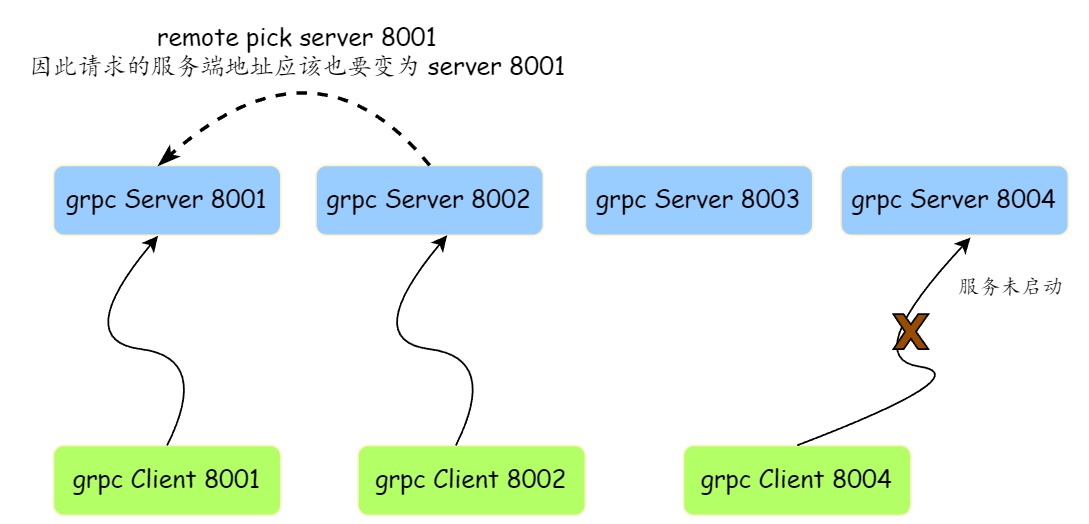 remote pick server 8001
因此请求的服务端地址应该也要变为 server 8001
grpc Server 8001
grpc Server 8002
grpc Server 8003
grpc Server 8004
服务未启动
X
grpc Client 8001
grpc Client 8002
grpc Client 8004